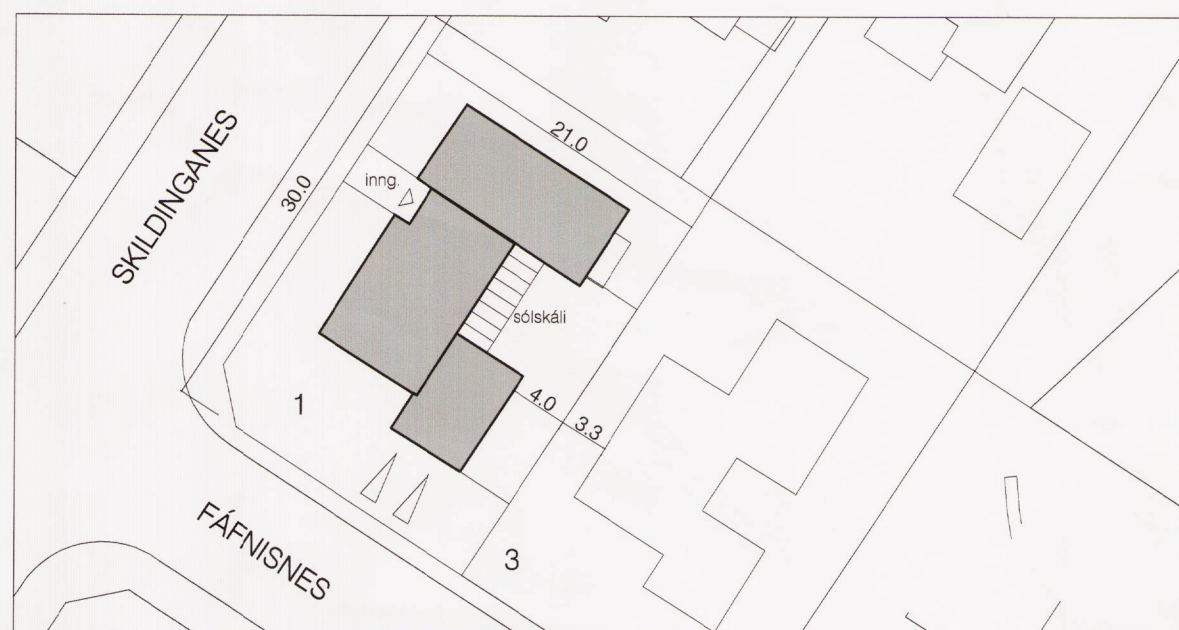 21.0
SKILDINGANES
inng.
30.0
sólskáli
1
4.0
3.3
FÁFNISNES
3